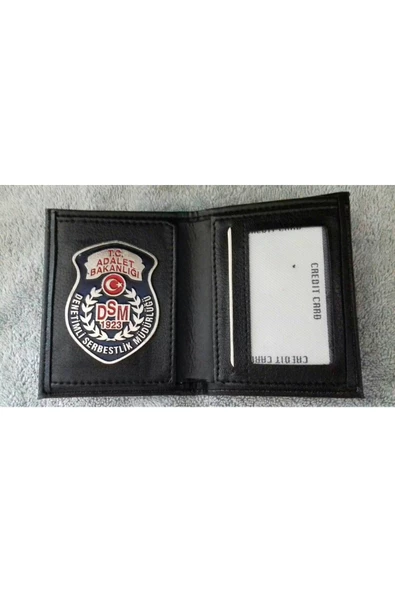 T.C.
ADALET
BAKANLIĞI
DSM
1923
DENETİMLİ SERBESTLİK MÜDÜRLÜĞÜ
CREDIT CARD
CREDIT CARD